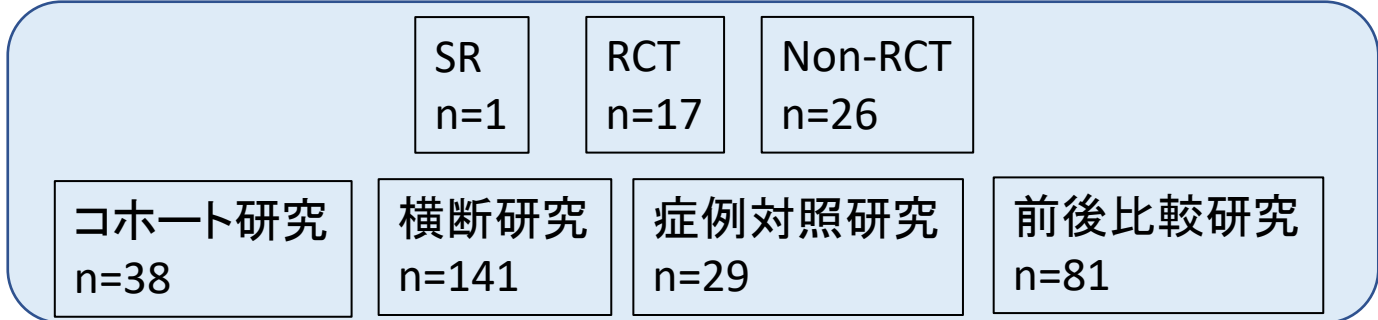 SR
n=1
RCT
n=17
Non-RCT
n=26
コホート研究
n=38
横断研究
n=141
症例対照研究
n=29
前後比較研究
n=81